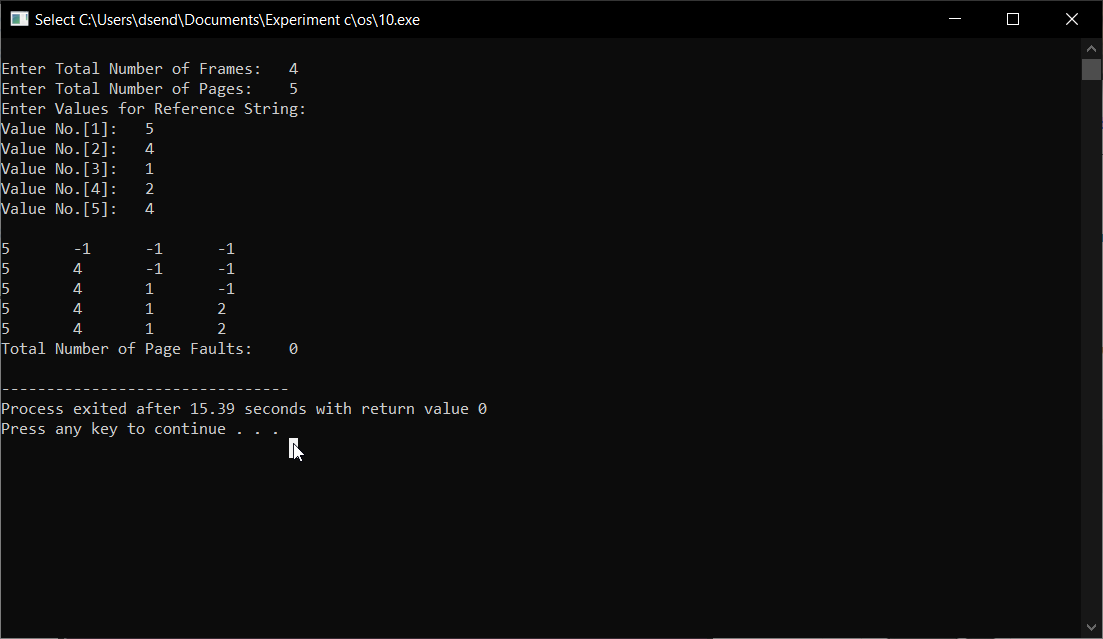 Select C:\Users\dsend\Documents\Experiment c\os\10.exe
Enter Total Number of Frames:   4
Enter Total Number of Pages:    5
Enter Values for Reference String:
Value No.[1]:   5
Value No.[2]:   4
Value No.[3]:   1
Value No.[4]:   2
Value No.[5]:   4
5       -1      -1      -1
5       4       -1      -1
5       4       1       -1
5       4       1       2
5       4       1       2
Total Number of Page Faults:    0
--------------------------------
Process exited after 15.39 seconds with return value 0
Press any key to continue . . .